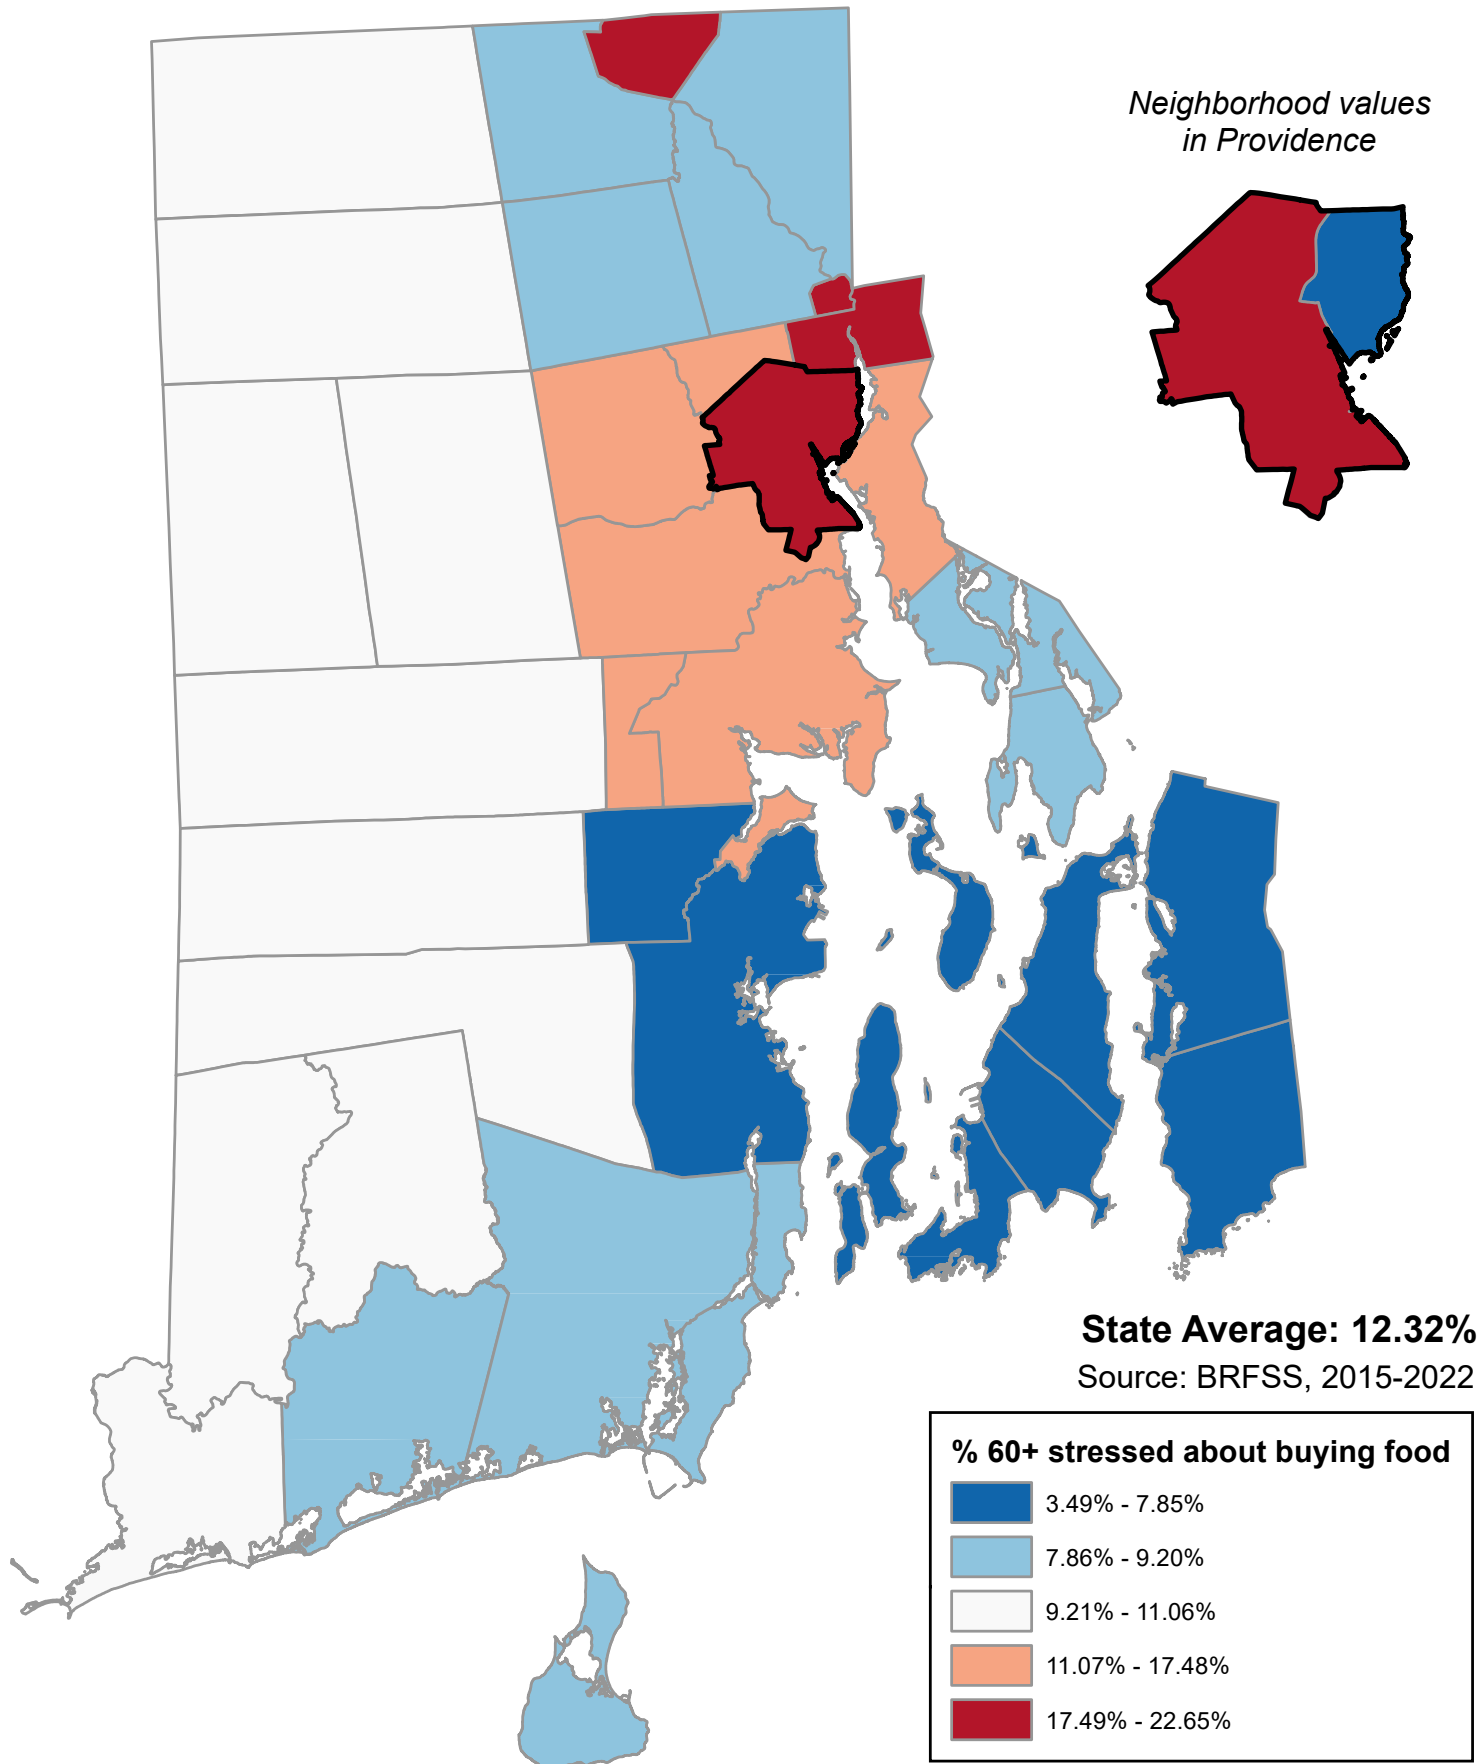 Neighborhood values
in Providence
State Average: 12.32%
Source: BRFSS, 2015-2022
% 60+ stressed about buying food
3.49% - 7.85%
7.86% - 9.20%
9.21% - 11.06%
11.07% - 17.48%
17.49% - 22.65%